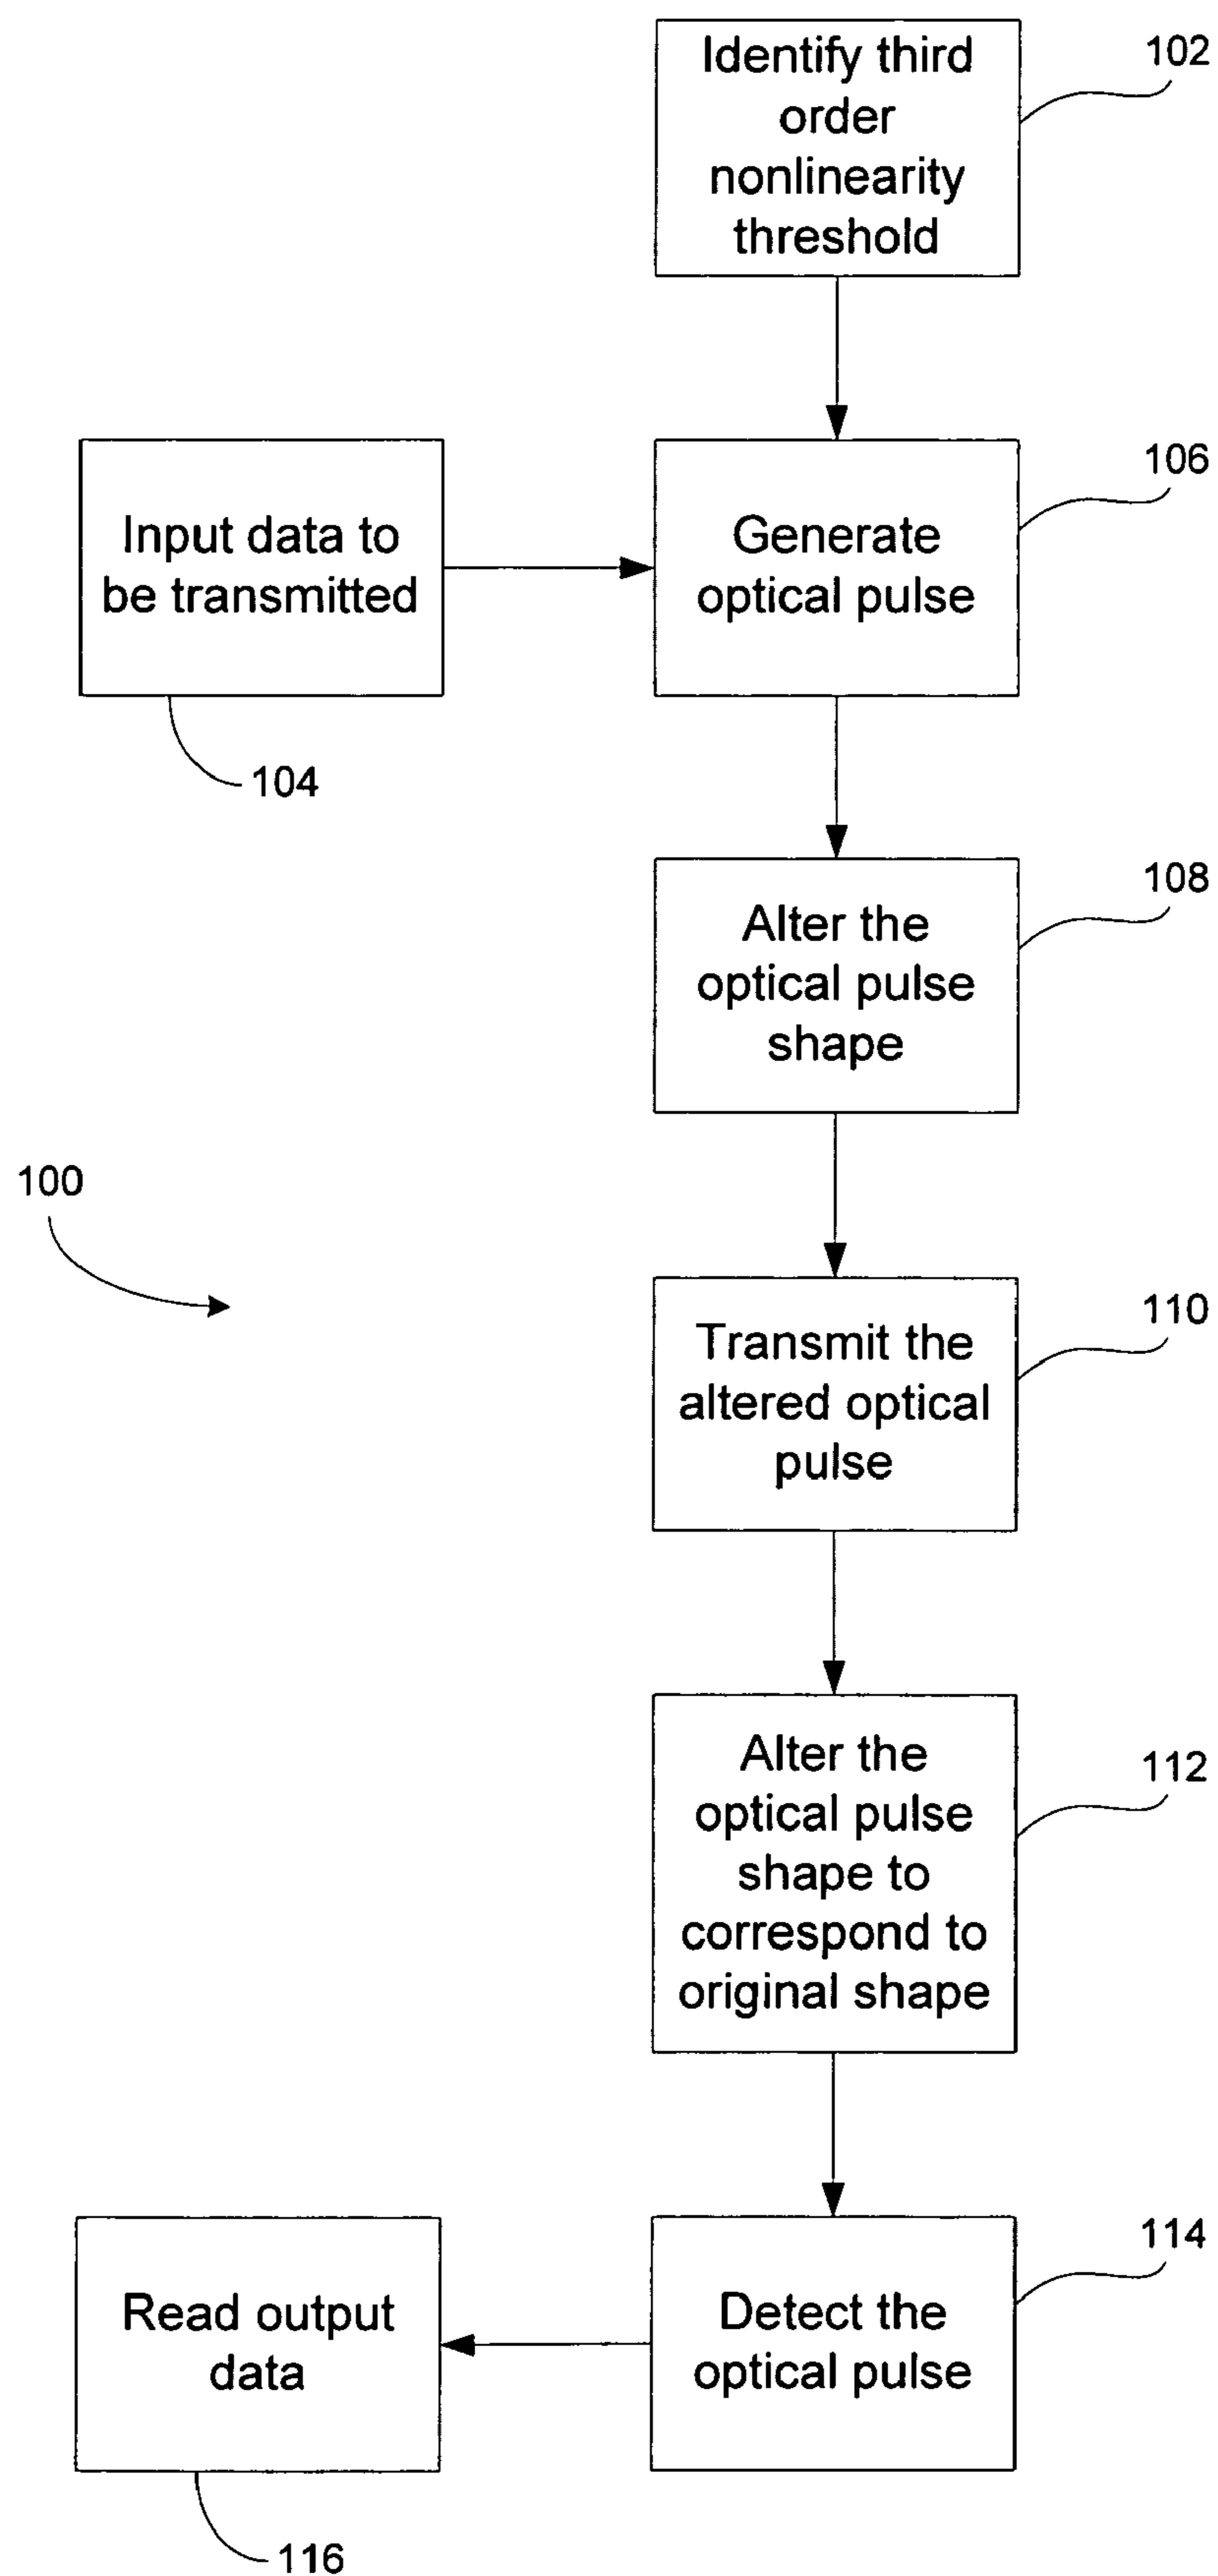 Identify third
order
nonlinearity
threshold
102
Input data to
be transmitted
104
Generate
optical pulse
106
Alter the
optical pulse
shape
108
100
Transmit the
altered optical
pulse
110
Alter the
optical pulse
shape to
correspond to
original shape
112
Detect the
optical pulse
114
Read output
data
116